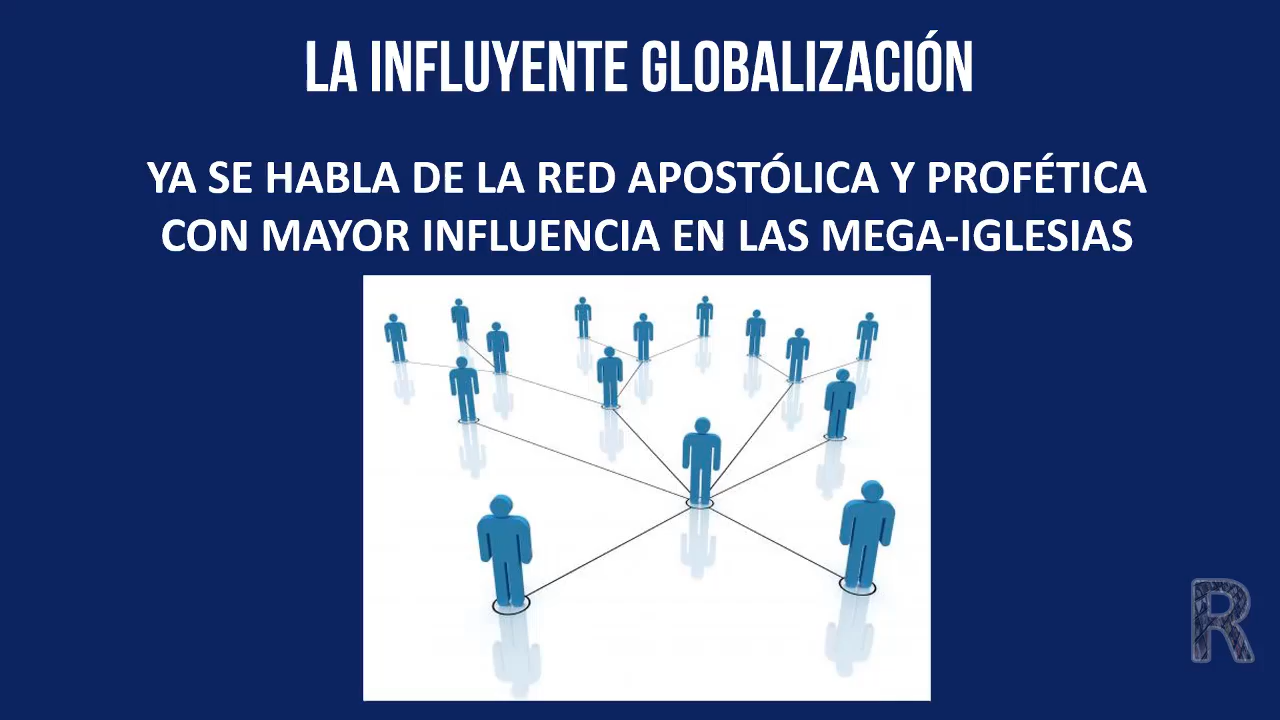 LA INFLUYENTE GLOBALIZACIÓN
YA SE HABLA DE LA RED APOSTÓLICA Y PROFÉTICA
CON MAYOR INFLUENCIA EN LAS MEGA-IGLESIAS
R